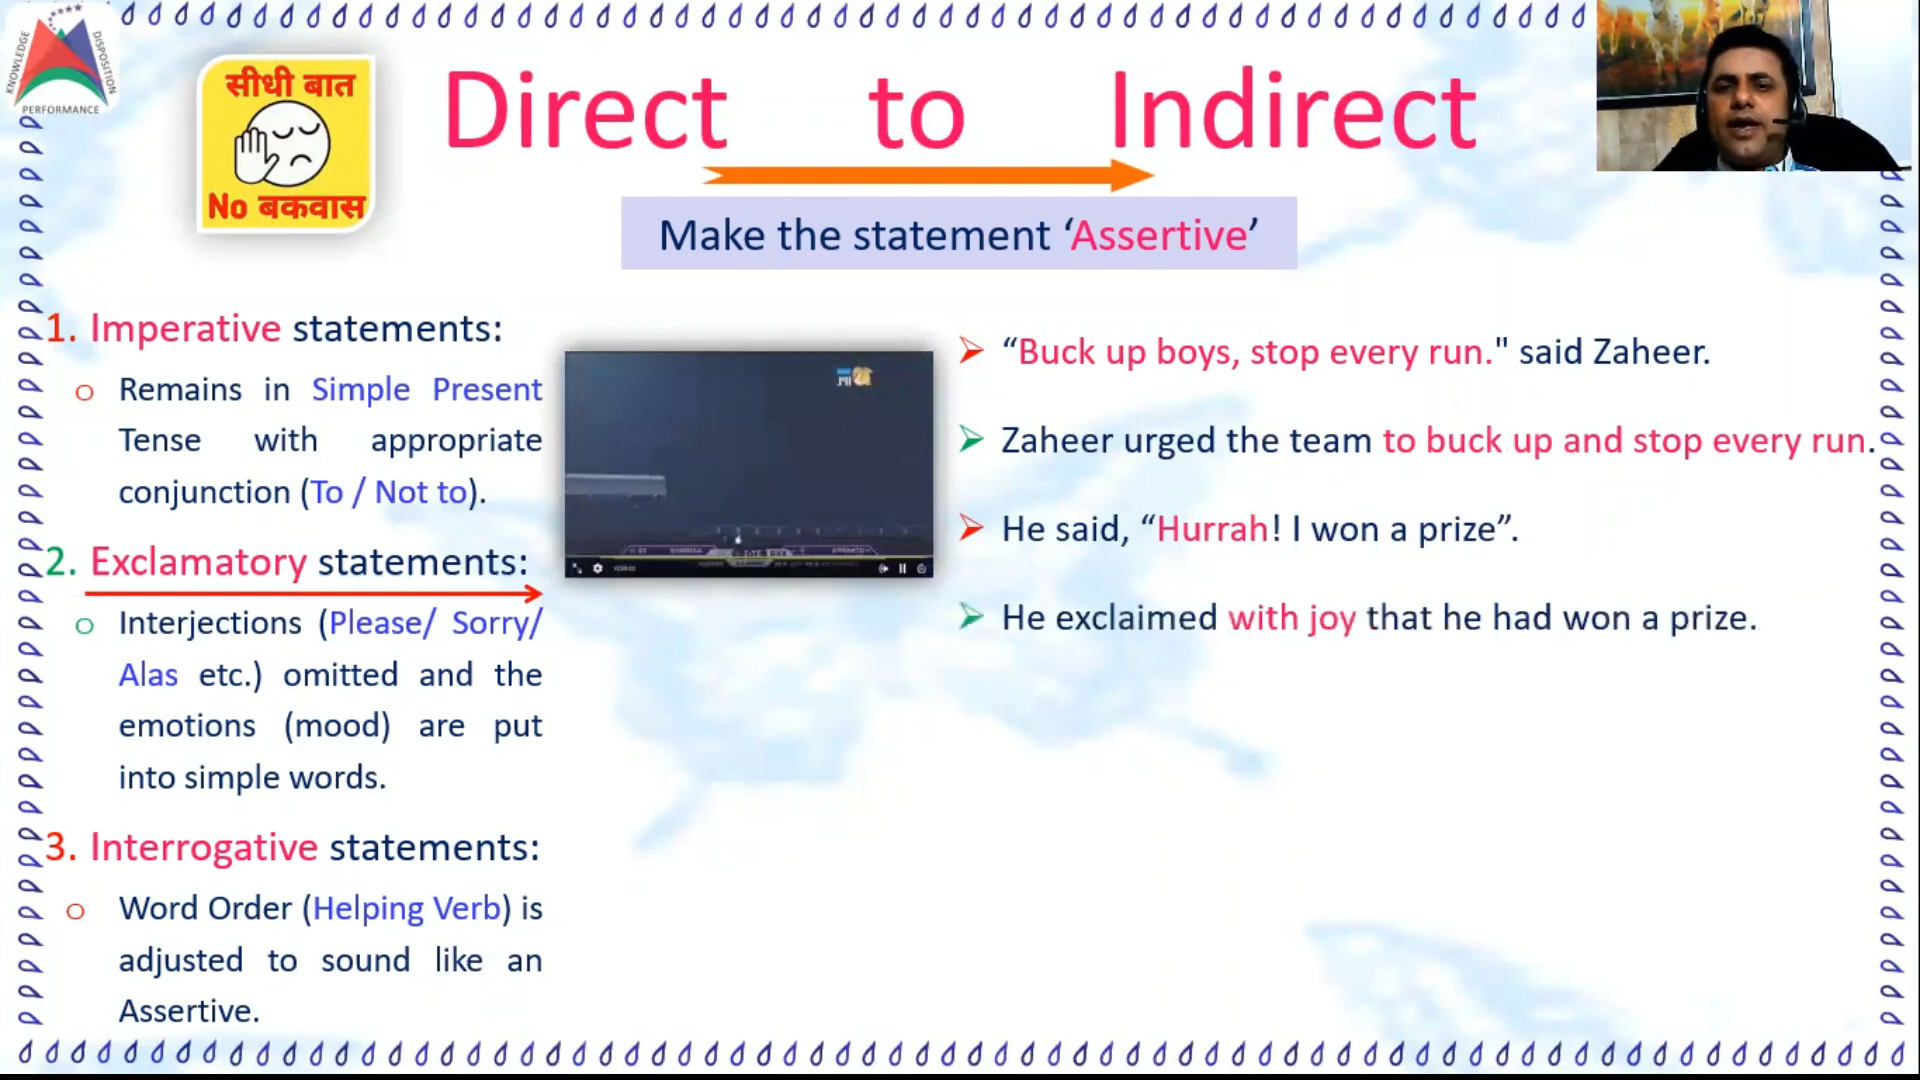 KNOWLEDGE
DISPOSITION
PERFORMANCE
सीधी बात
No बकवास
Direct to Indirect
Make the statement ‘Assertive’
1. Imperative statements:
o Remains in Simple Present
Tense with appropriate
conjunction (To / Not to).
2. Exclamatory statements:
o Interjections (Please/ Sorry/
Alas etc.) omitted and the
emotions (mood) are put
into simple words.
3. Interrogative statements:
o Word Order (Helping Verb) is
adjusted to sound like an
Assertive.
“Buck up boys, stop every run." said Zaheer.
Zaheer urged the team to buck up and stop every run.
He said, “Hurrah! I won a prize”.
He exclaimed with joy that he had won a prize.